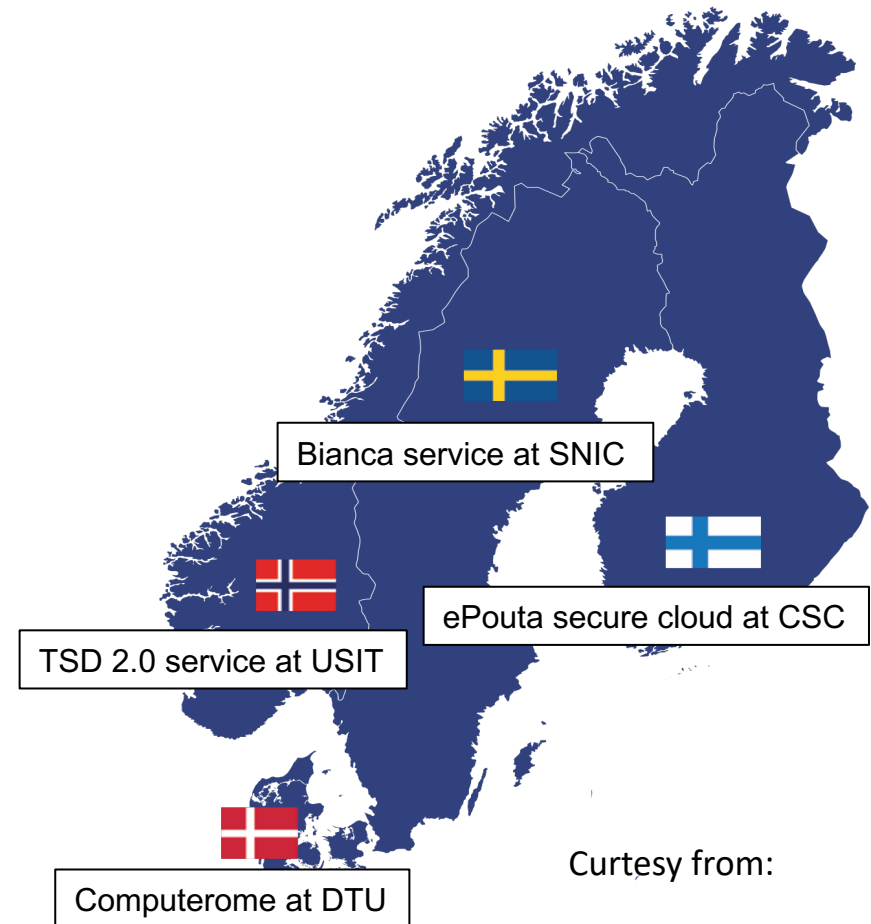 Bianca service at SNIC
ePouta secure cloud at CSC
TSD 2.0 service at USIT
Computerome at DTU
Curtesy from: